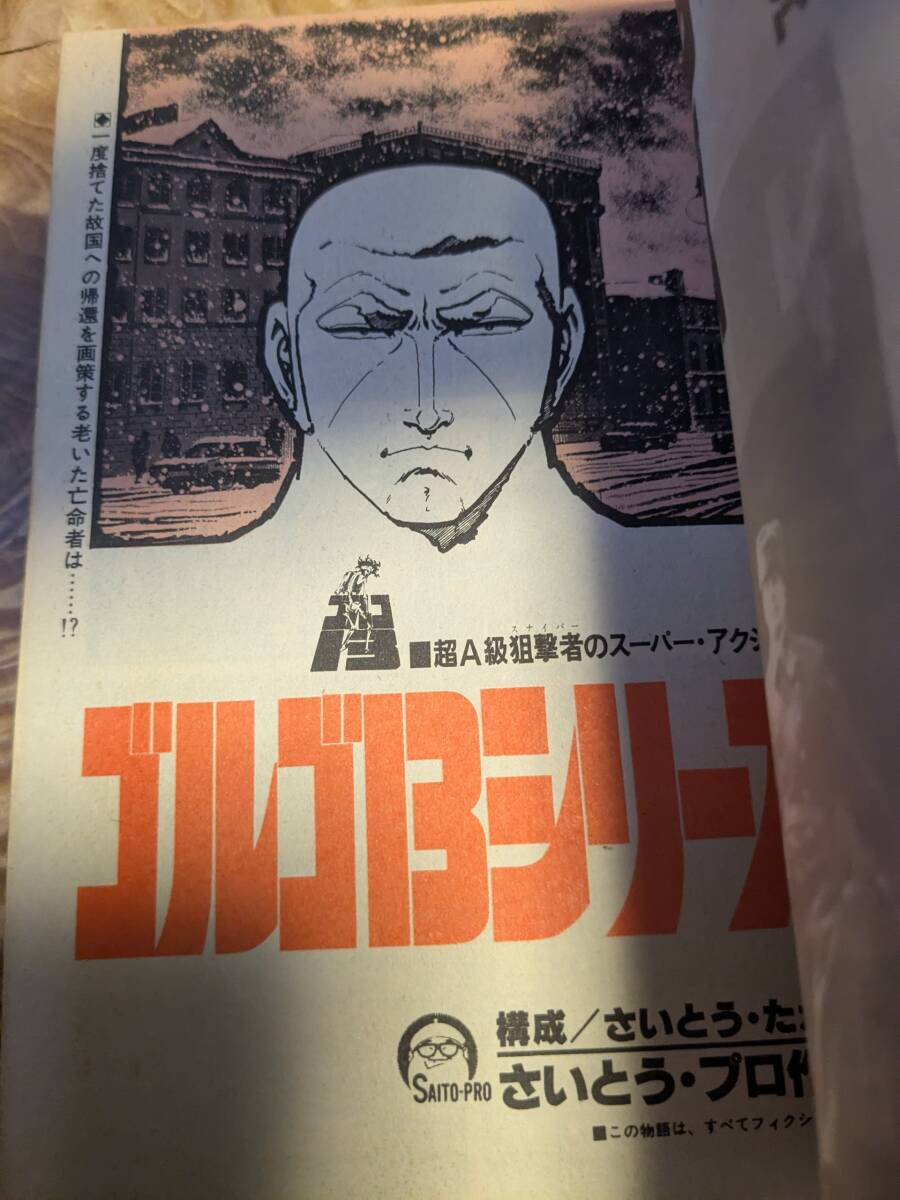 ◆一度捨てた故国への帰還を画策する老いた亡命者は……!?
13
■超A級狙撃者のスーパー・アクシ
スナイパー
ゴルゴ13シリーズ
構成/さいとう・たか
さいとう・プロ作
SAITO-PRO
■この物語は、すべてフィクシ